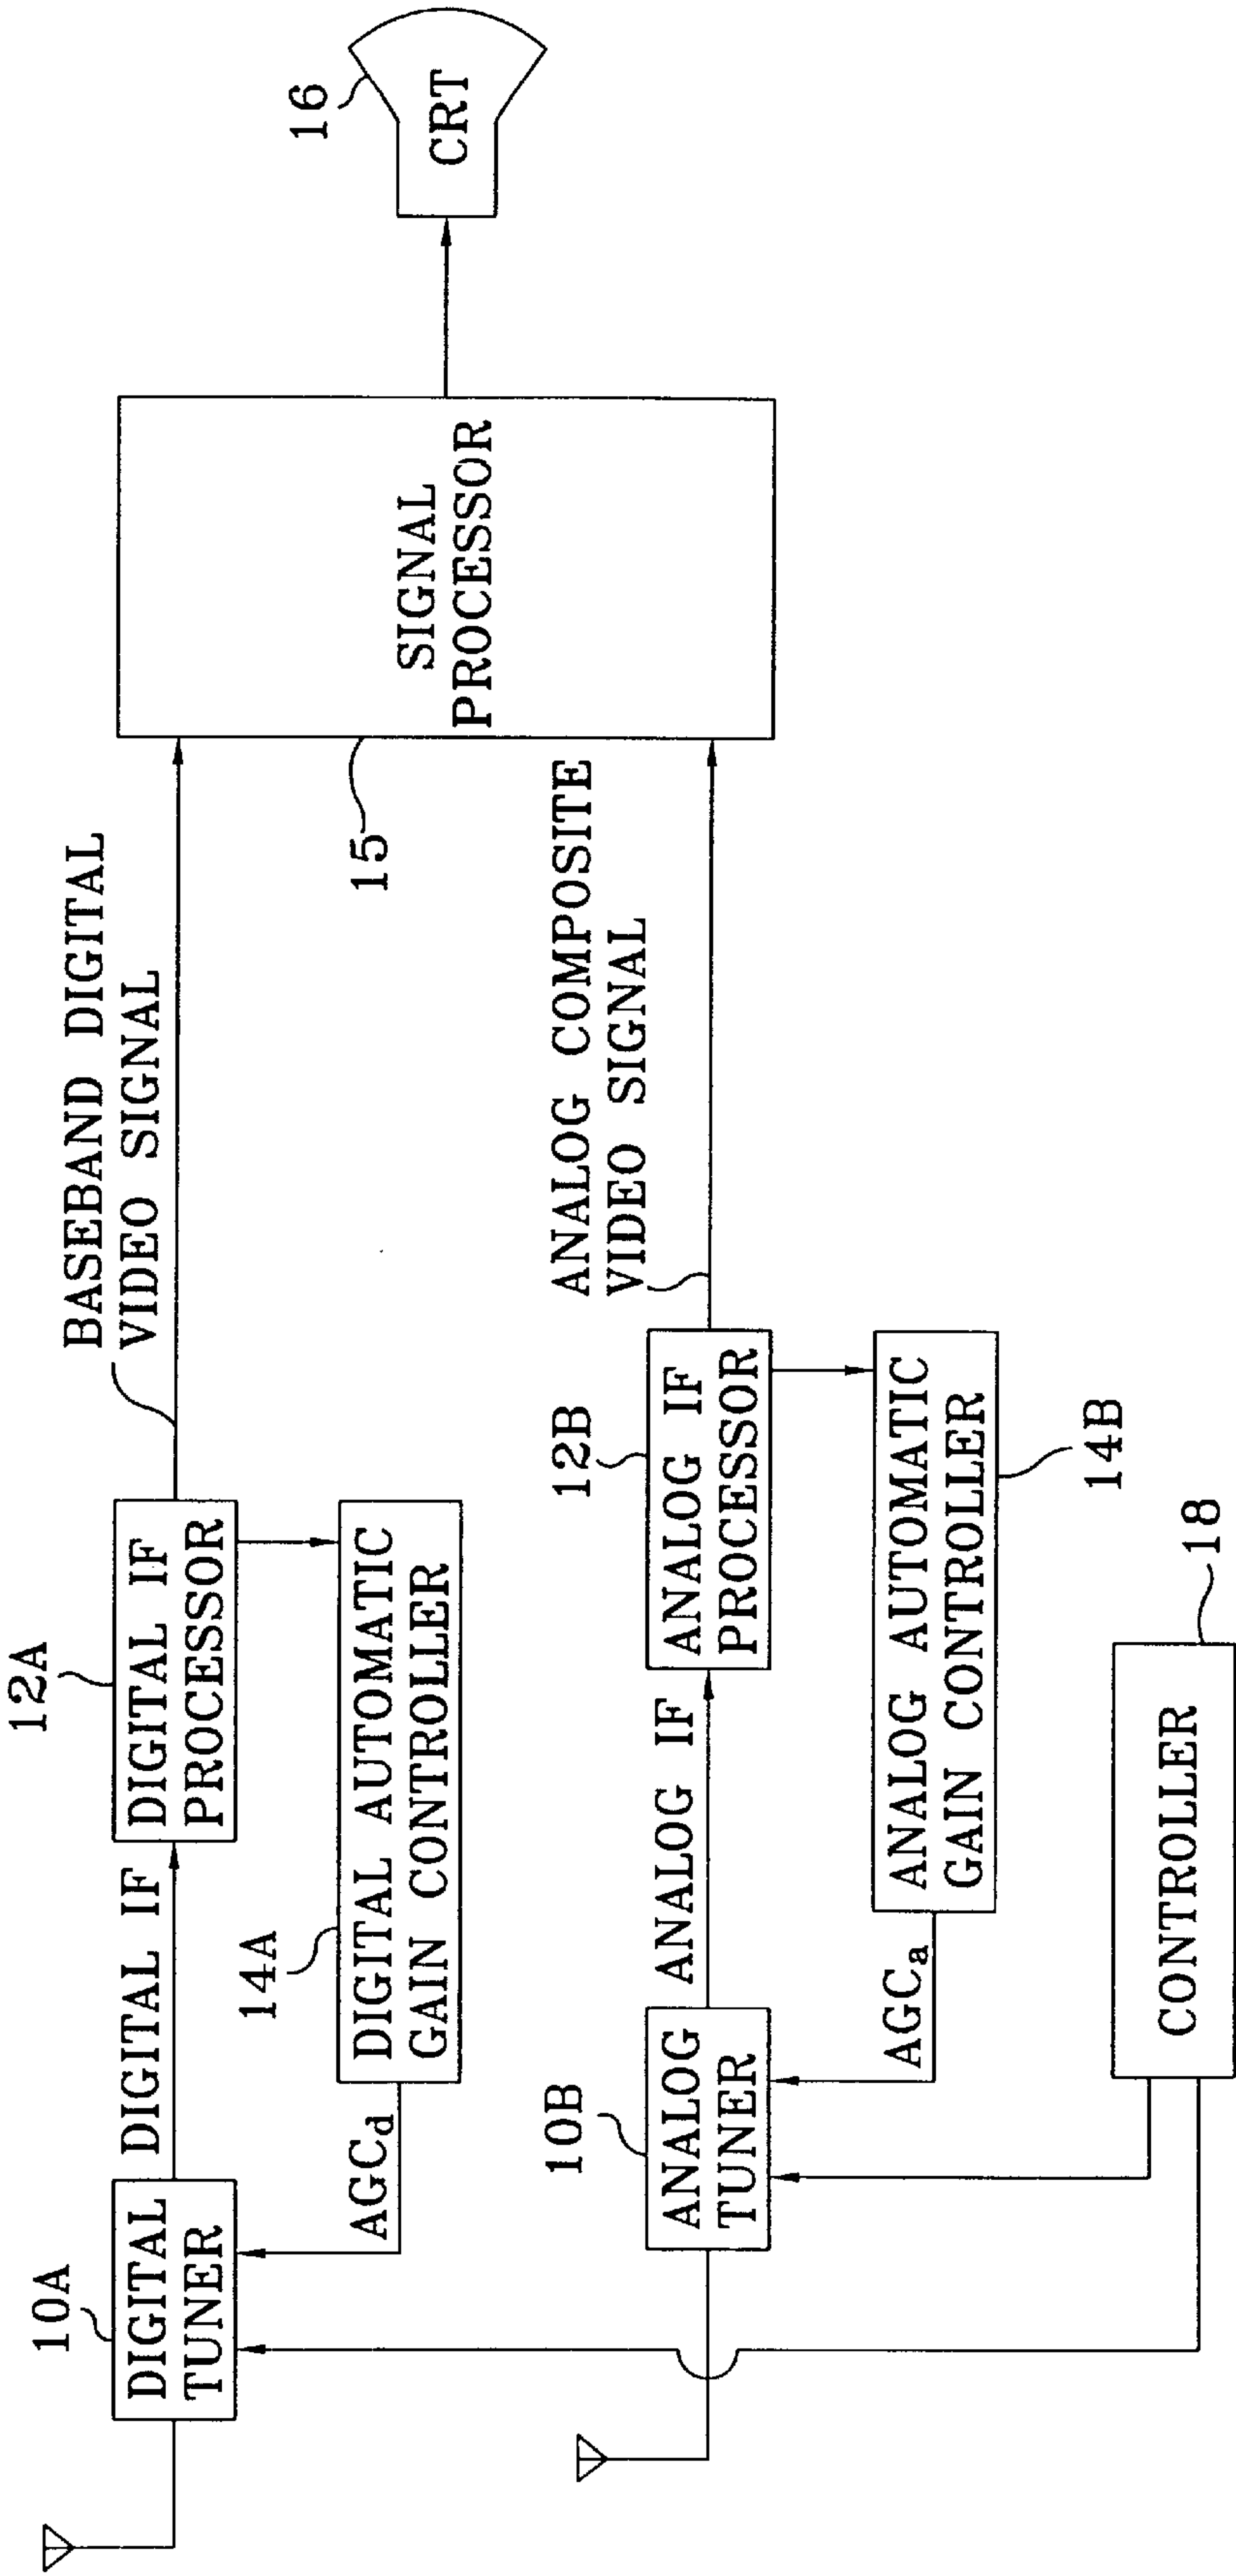 10A
DIGITAL
TUNER
DIGITAL IF
12A
DIGITAL IF
PROCESSOR
BASEBAND DIGITAL
VIDEO SIGNAL
14A
DIGITAL AUTOMATIC
GAIN CONTROLLER
AGCd
15
SIGNAL
PROCESSOR
16
CRT
10B
ANALOG
TUNER
ANALOG IF
12B
ANALOG IF
PROCESSOR
ANALOG COMPOSITE
VIDEO SIGNAL
AGCa
ANALOG AUTOMATIC
GAIN CONTROLLER
14B
CONTROLLER
18